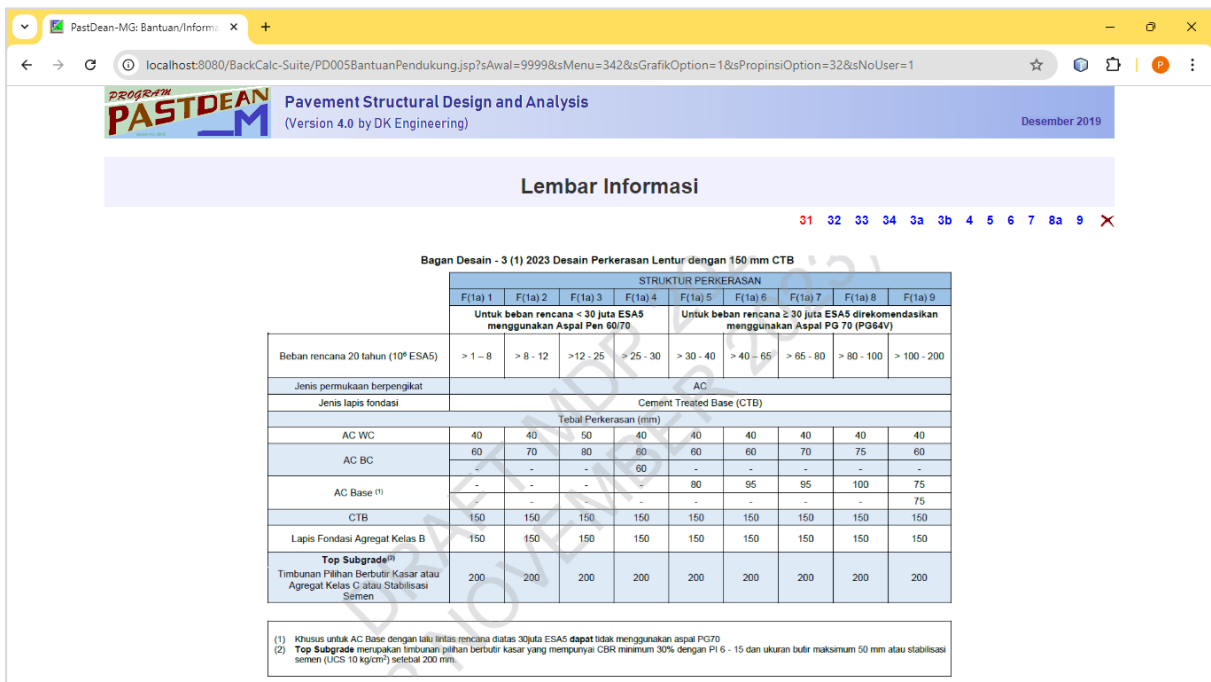 PastDean-MG: Bantuan/Informa
localhost:8080/BackCalc-Suite/PD005BantuanPendukung.jsp?sAwal=9999&sMenu=342&sGrafikOption=1&sPropinsiOption=32&sNoUser=1
P
PROGRAM
PASTDEAN
M
Pavement Structural Design and Analysis
(Version 4.0 by DK Engineering)
Desember 2019
Lembar Informasi
31 32 33 34 3a 3b 4 5 6 7 8a 9
Bagan Desain - 3 (1) 2023 Desain Perkerasan Lentur dengan 150 mm CTB
STRUKTUR PERKERASAN
F(1a) 1 F(1a) 2 F(1a) 3 F(1a) 4 F(1a) 5 F(1a) 6 F(1a) 7 F(1a) 8 F(1a) 9
Untuk beban rencana < 30 juta ESA5 menggunakan Aspal Pen 60/70
Untuk beban rencana ≥ 30 juta ESA5 direkomendasikan menggunakan Aspal PG 70 (PG64V)
Beban rencana 20 tahun (10⁶ ESA5) > 1 – 8 > 8 - 12 >12 - 25 > 25 - 30 > 30 - 40 > 40 – 65 > 65 - 80 > 80 - 100 > 100 - 200
Jenis permukaan berpengikat AC
Jenis lapis fondasi Cement Treated Base (CTB)
Tebal Perkerasan (mm)
AC WC 40 40 50 40 40 40 40 40 40
AC BC 60 70 80 60 60 60 70 75 60
- - - 60 - - - - -
AC Base (1) - - - - 80 95 95 100 75
- - - - - - - - 75
CTB 150 150 150 150 150 150 150 150 150
Lapis Fondasi Agregat Kelas B 150 150 150 150 150 150 150 150 150
Top Subgrade(2)
Timbunan Pilihan Berbutir Kasar atau
Agregat Kelas C atau Stabilisasi
Semen
200 200 200 200 200 200 200 200 200
(1) Khusus untuk AC Base dengan lalu lintas rencana diatas 30juta ESA5 dapat tidak menggunakan aspal PG70
(2) Top Subgrade merupakan timbunan pilihan berbutir kasar yang mempunyai CBR minimum 30% dengan PI 6 - 15 dan ukuran butir maksimum 50 mm atau stabilisasi
semen (UCS 10 kg/cm²) setebal 200 mm.